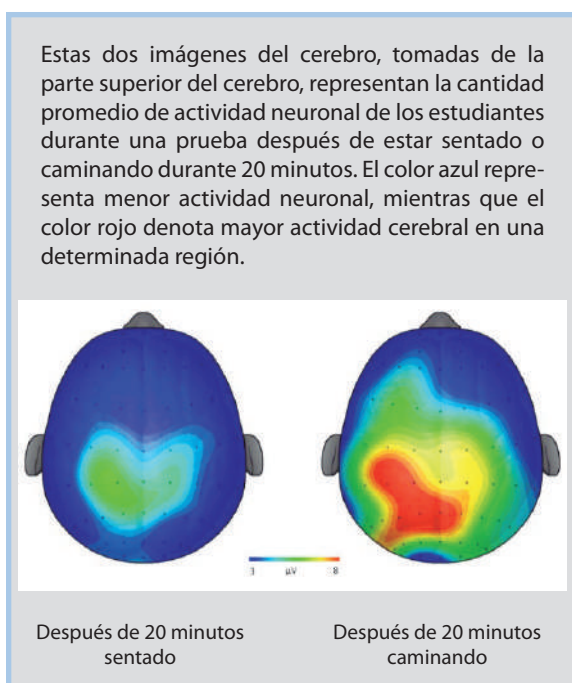 Estas dos imágenes del cerebro, tomadas de la
parte superior del cerebro, representan la cantidad
promedio de actividad neuronal de los estudiantes
durante una prueba después de estar sentado o
caminando durante 20 minutos. El color azul repre-
senta menor actividad neuronal, mientras que el
color rojo denota mayor actividad cerebral en una
determinada región.
3 µV 8
Después de 20 minutos
sentado
Después de 20 minutos
caminando